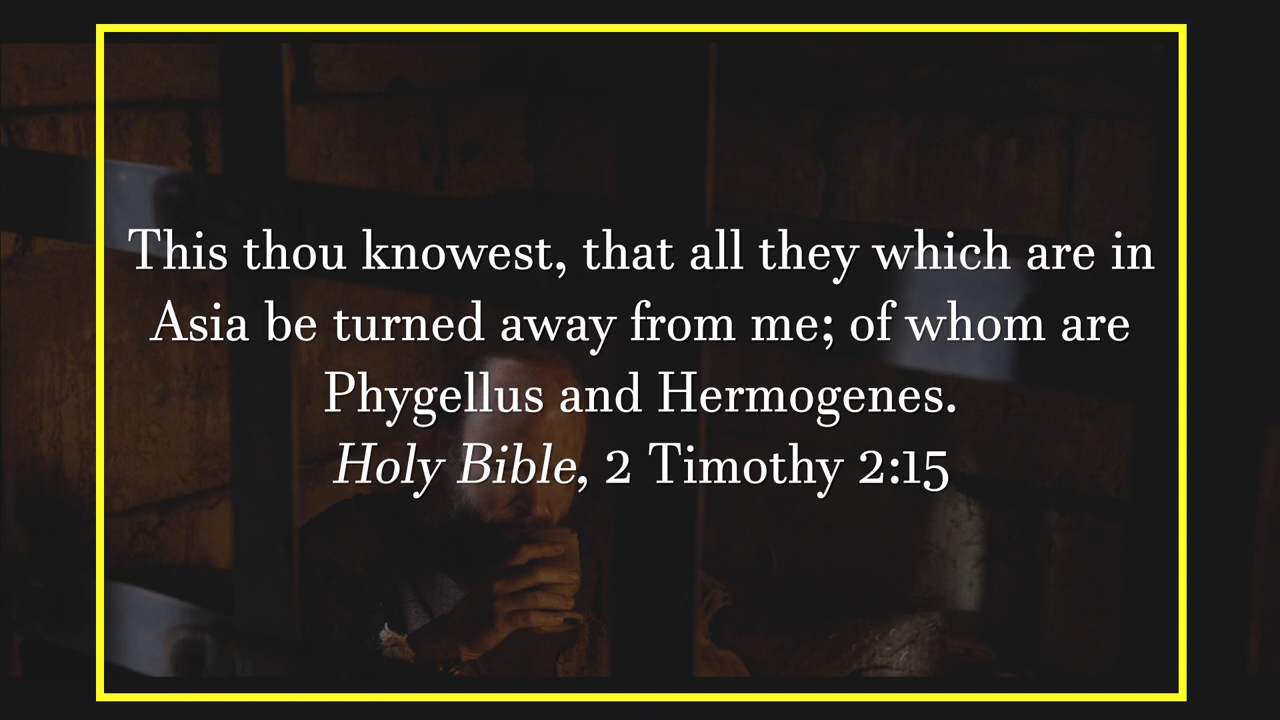 This thou knowest, that all they which are in
Asia be turned away from me; of whom are
Phygellus and Hermogenes.
Holy Bible, 2 Timothy 2:15